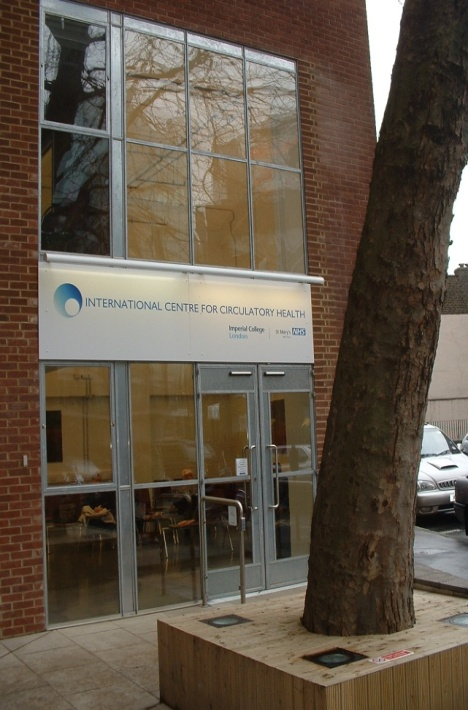 INTERNATIONAL CENTRE FOR CIRCULATORY HEALTH
Imperial College
London
St Mary's NHS